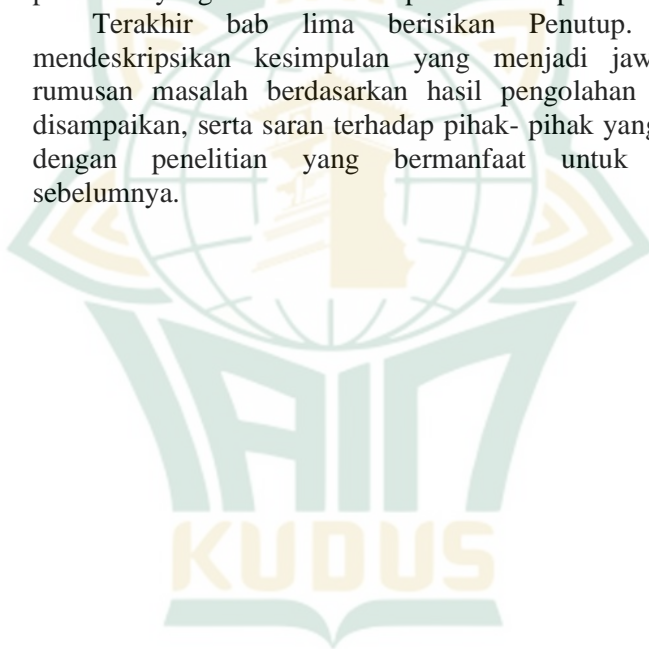 Terakhir bab lima berisikan Penutup.
mendeskripsikan kesimpulan yang menjadi jaw
rumusan masalah berdasarkan hasil pengolahan
disampaikan, serta saran terhadap pihak- pihak yang
dengan penelitian yang bermanfaat untuk
sebelumnya.
IAIN
KUDUS